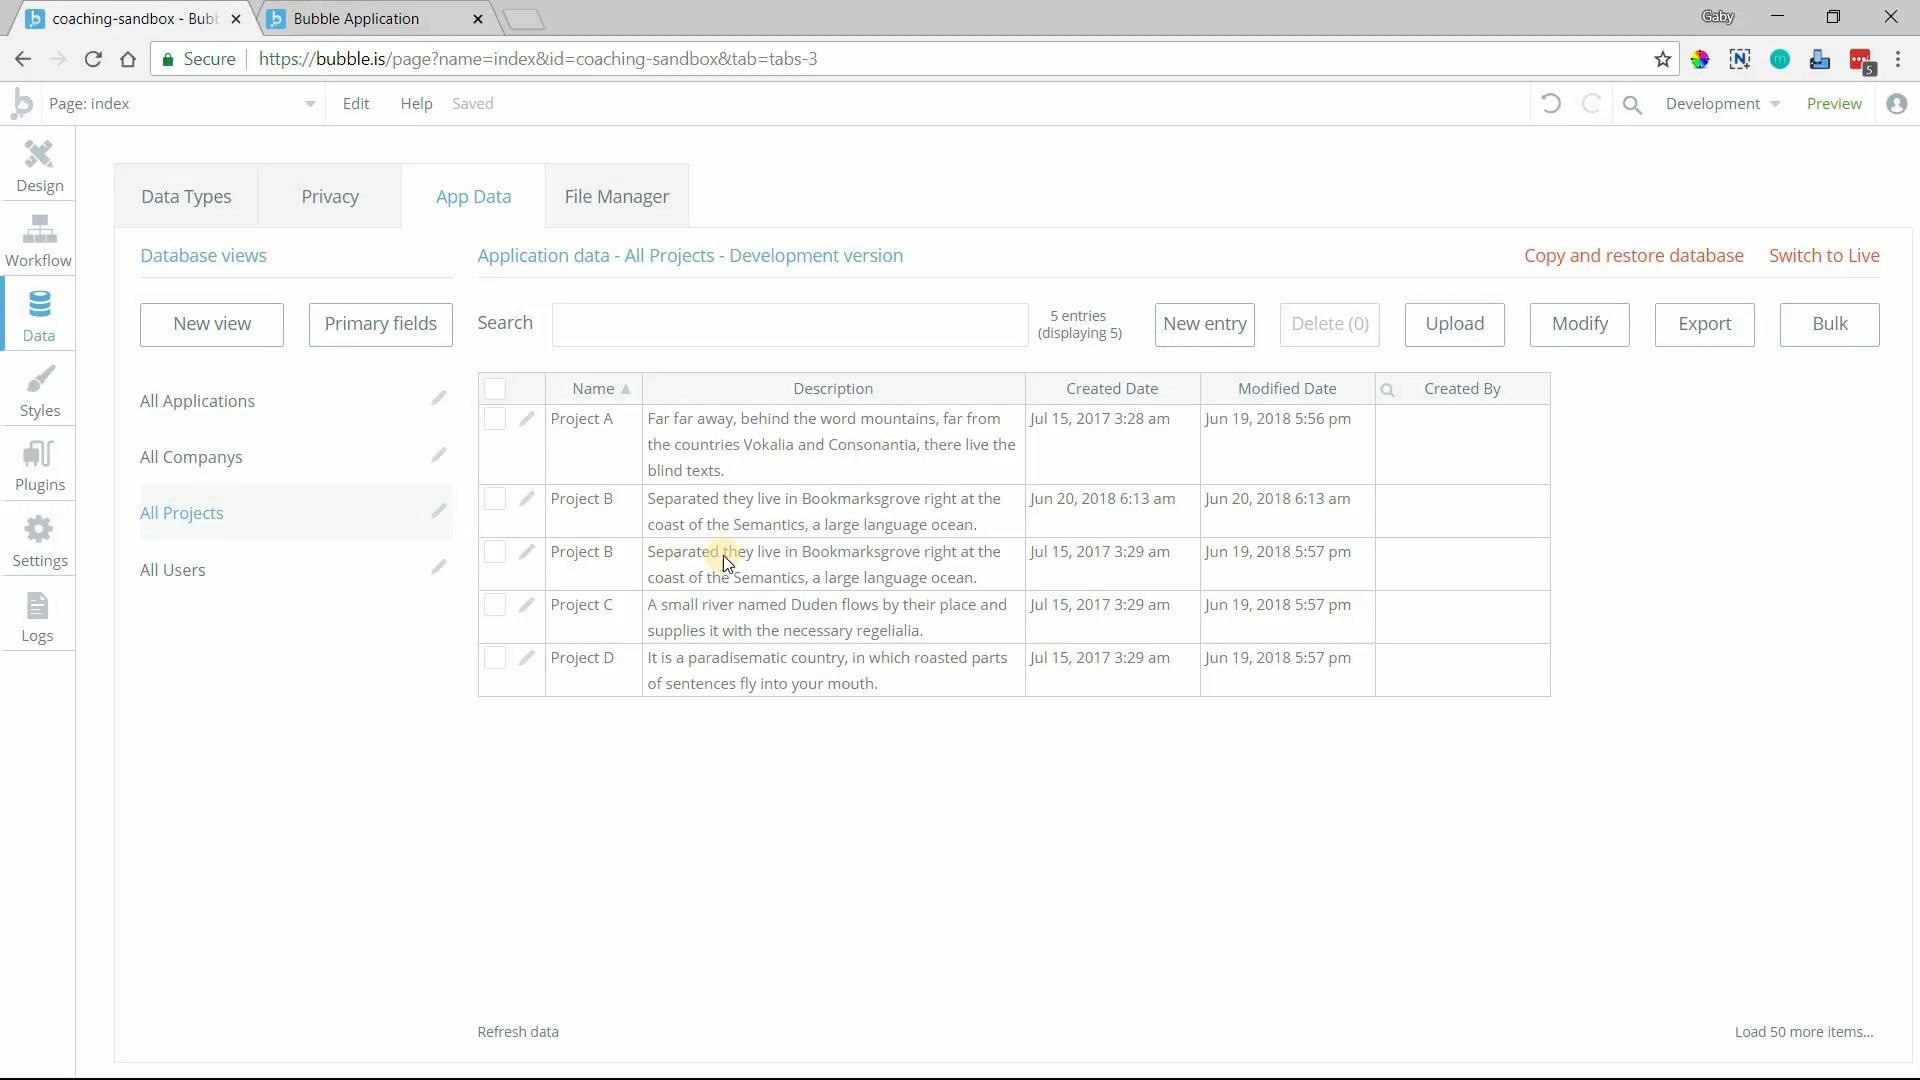 coaching-sandbox - Bubb
Bubble Application
Gaby
Secure
https://bubble.is/page?name=index&id=coaching-sandbox&tab=tabs-3
5
Page: index
Edit
Help
Saved
Development
Preview
Design
Workflow
Data
Styles
Plugins
Settings
Logs
Data Types
Privacy
App Data
File Manager
Database views
Application data - All Projects - Development version
Copy and restore database
Switch to Live
New view
Primary fields
Search
5 entries
(displaying 5)
New entry
Delete (0)
Upload
Modify
Export
Bulk
All Applications
All Companys
All Projects
All Users
Name
Description
Created Date
Modified Date
Created By
Project A
Far far away, behind the word mountains, far from
the countries Vokalia and Consonantia, there live the
blind texts.
Jul 15, 2017 3:28 am
Jun 19, 2018 5:56 pm
Project B
Separated they live in Bookmarksgrove right at the
coast of the Semantics, a large language ocean.
Jun 20, 2018 6:13 am
Jun 20, 2018 6:13 am
Project B
Separated they live in Bookmarksgrove right at the
coast of the Semantics, a large language ocean.
Jul 15, 2017 3:29 am
Jun 19, 2018 5:57 pm
Project C
A small river named Duden flows by their place and
supplies it with the necessary regelialia.
Jul 15, 2017 3:29 am
Jun 19, 2018 5:57 pm
Project D
It is a paradisematic country, in which roasted parts
of sentences fly into your mouth.
Jul 15, 2017 3:29 am
Jun 19, 2018 5:57 pm
Refresh data
Load 50 more items...